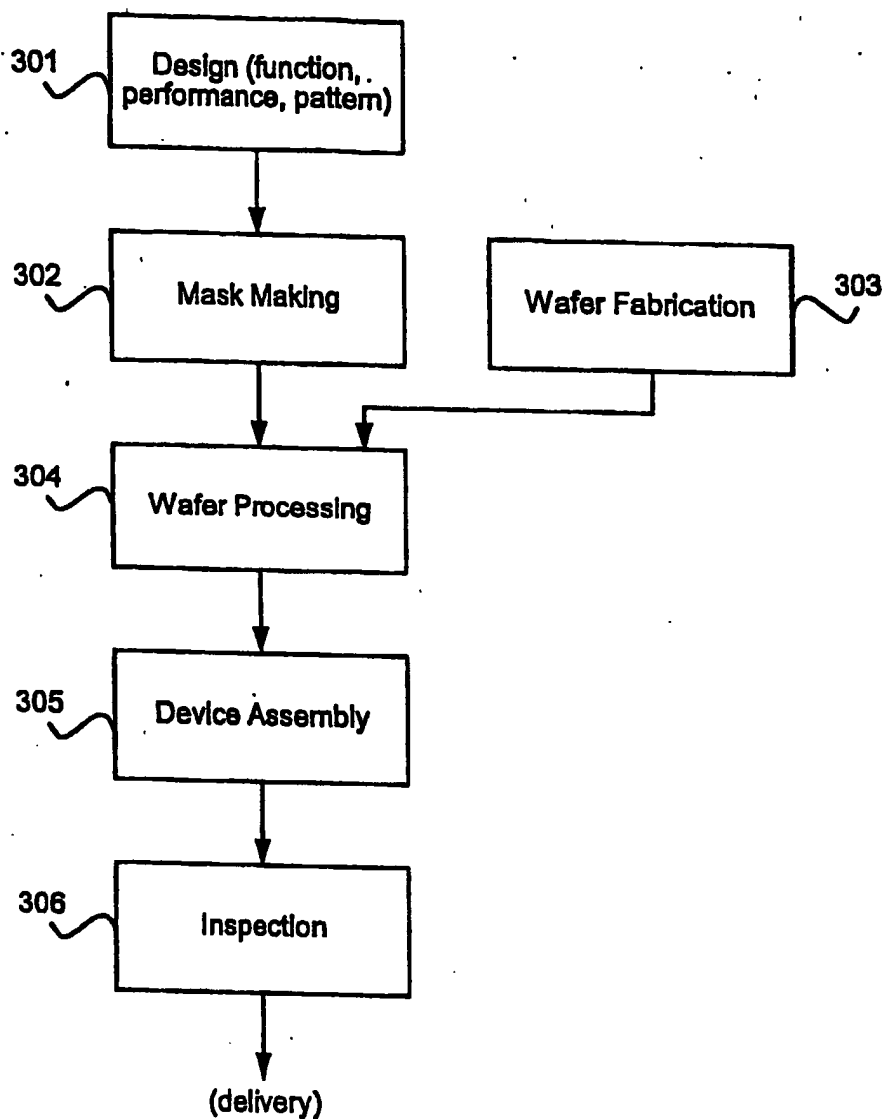 301
Design (function,
performance, pattern)
302
Mask Making
Wafer Fabrication
303
304
Wafer Processing
305
Device Assembly
306
Inspection
(delivery)